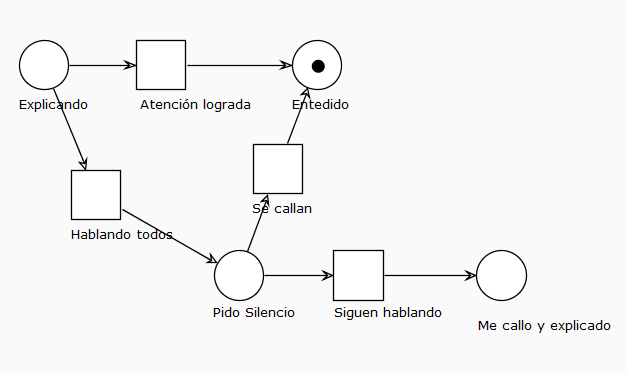 Explicando
Atención lograda
Entedido
Se callan
Hablando todos
Pido Silencio
Siguen hablando
Me callo y explicado